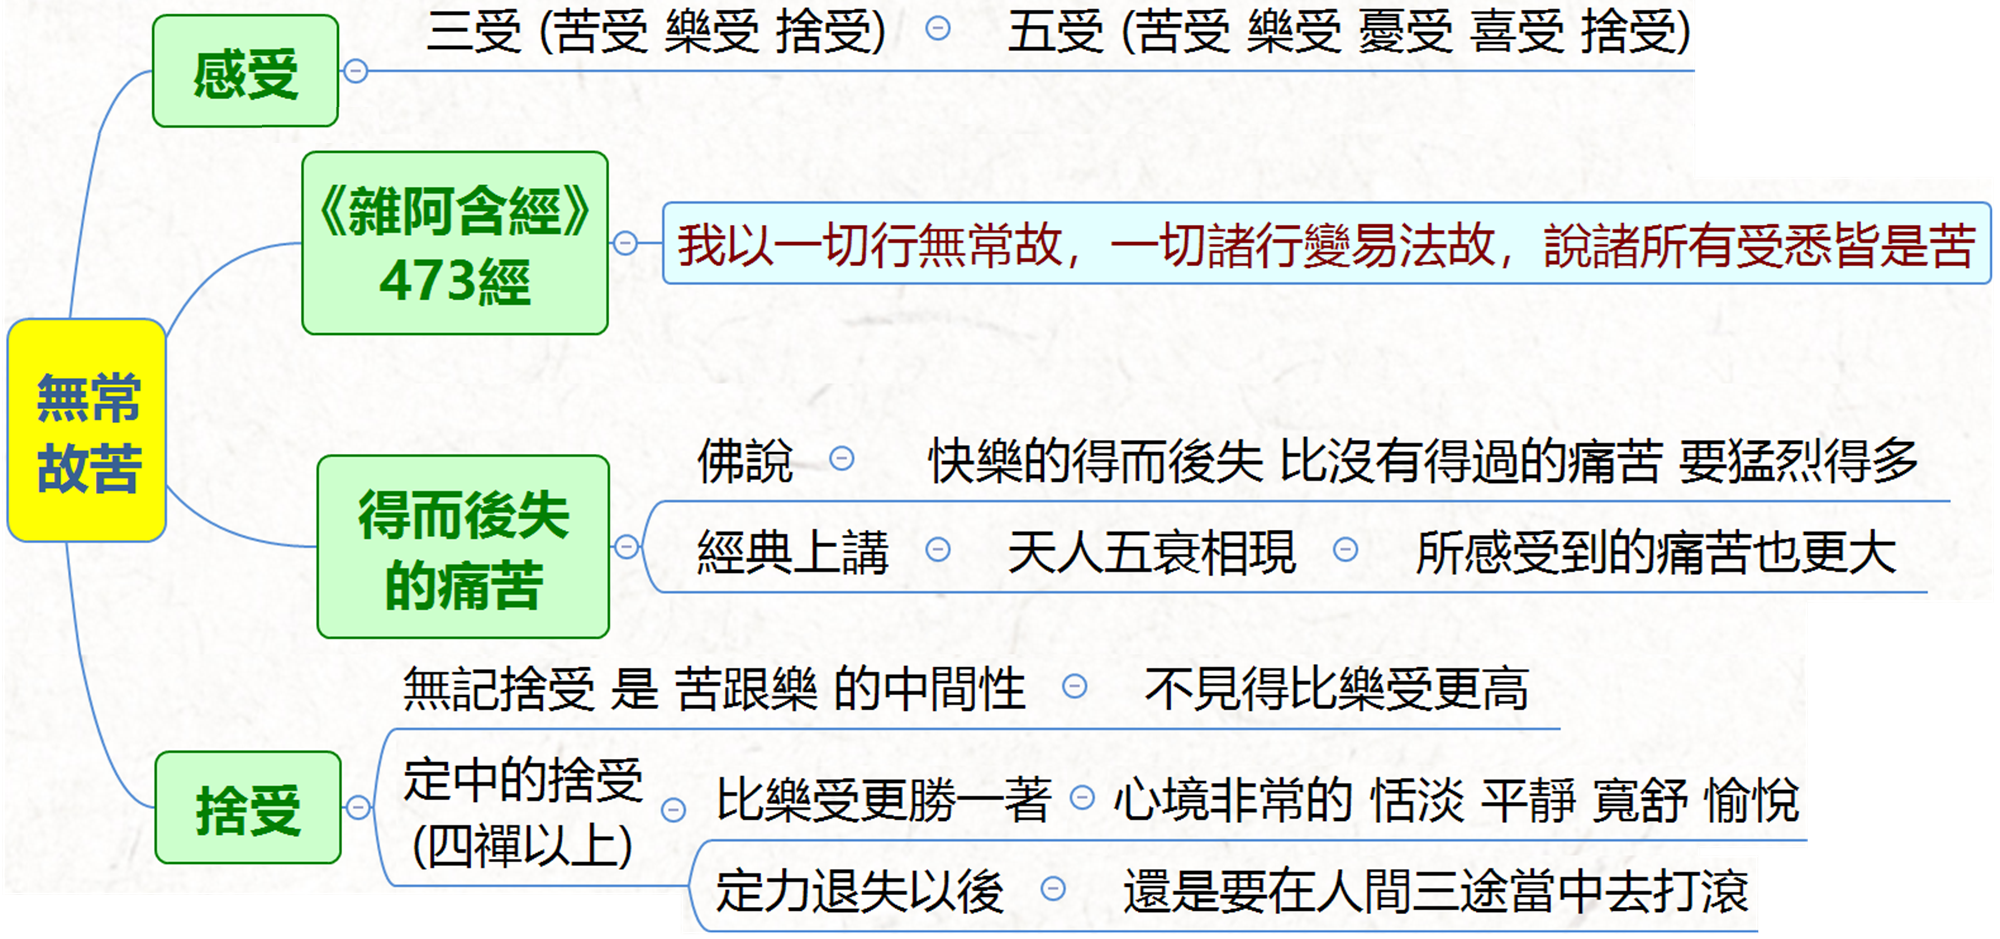 無常
故苦
感受
三受 (苦受 樂受 捨受)
五受 (苦受 樂受 憂受 喜受 捨受)
《雜阿含經》
473經
我以一切行無常故，一切諸行變易法故，說諸所有受悉皆是苦
得而後失
的痛苦
佛說
快樂的得而後失 比沒有得過的痛苦 要猛烈得多
經典上講
天人五衰相現
所感受到的痛苦也更大
捨受
無記捨受 是 苦跟樂 的中間性
不見得比樂受更高
定中的捨受
(四禪以上)
比樂受更勝一著
心境非常的 恬淡 平靜 寬舒 愉悅
定力退失以後
還是要在人間三途當中去打滾